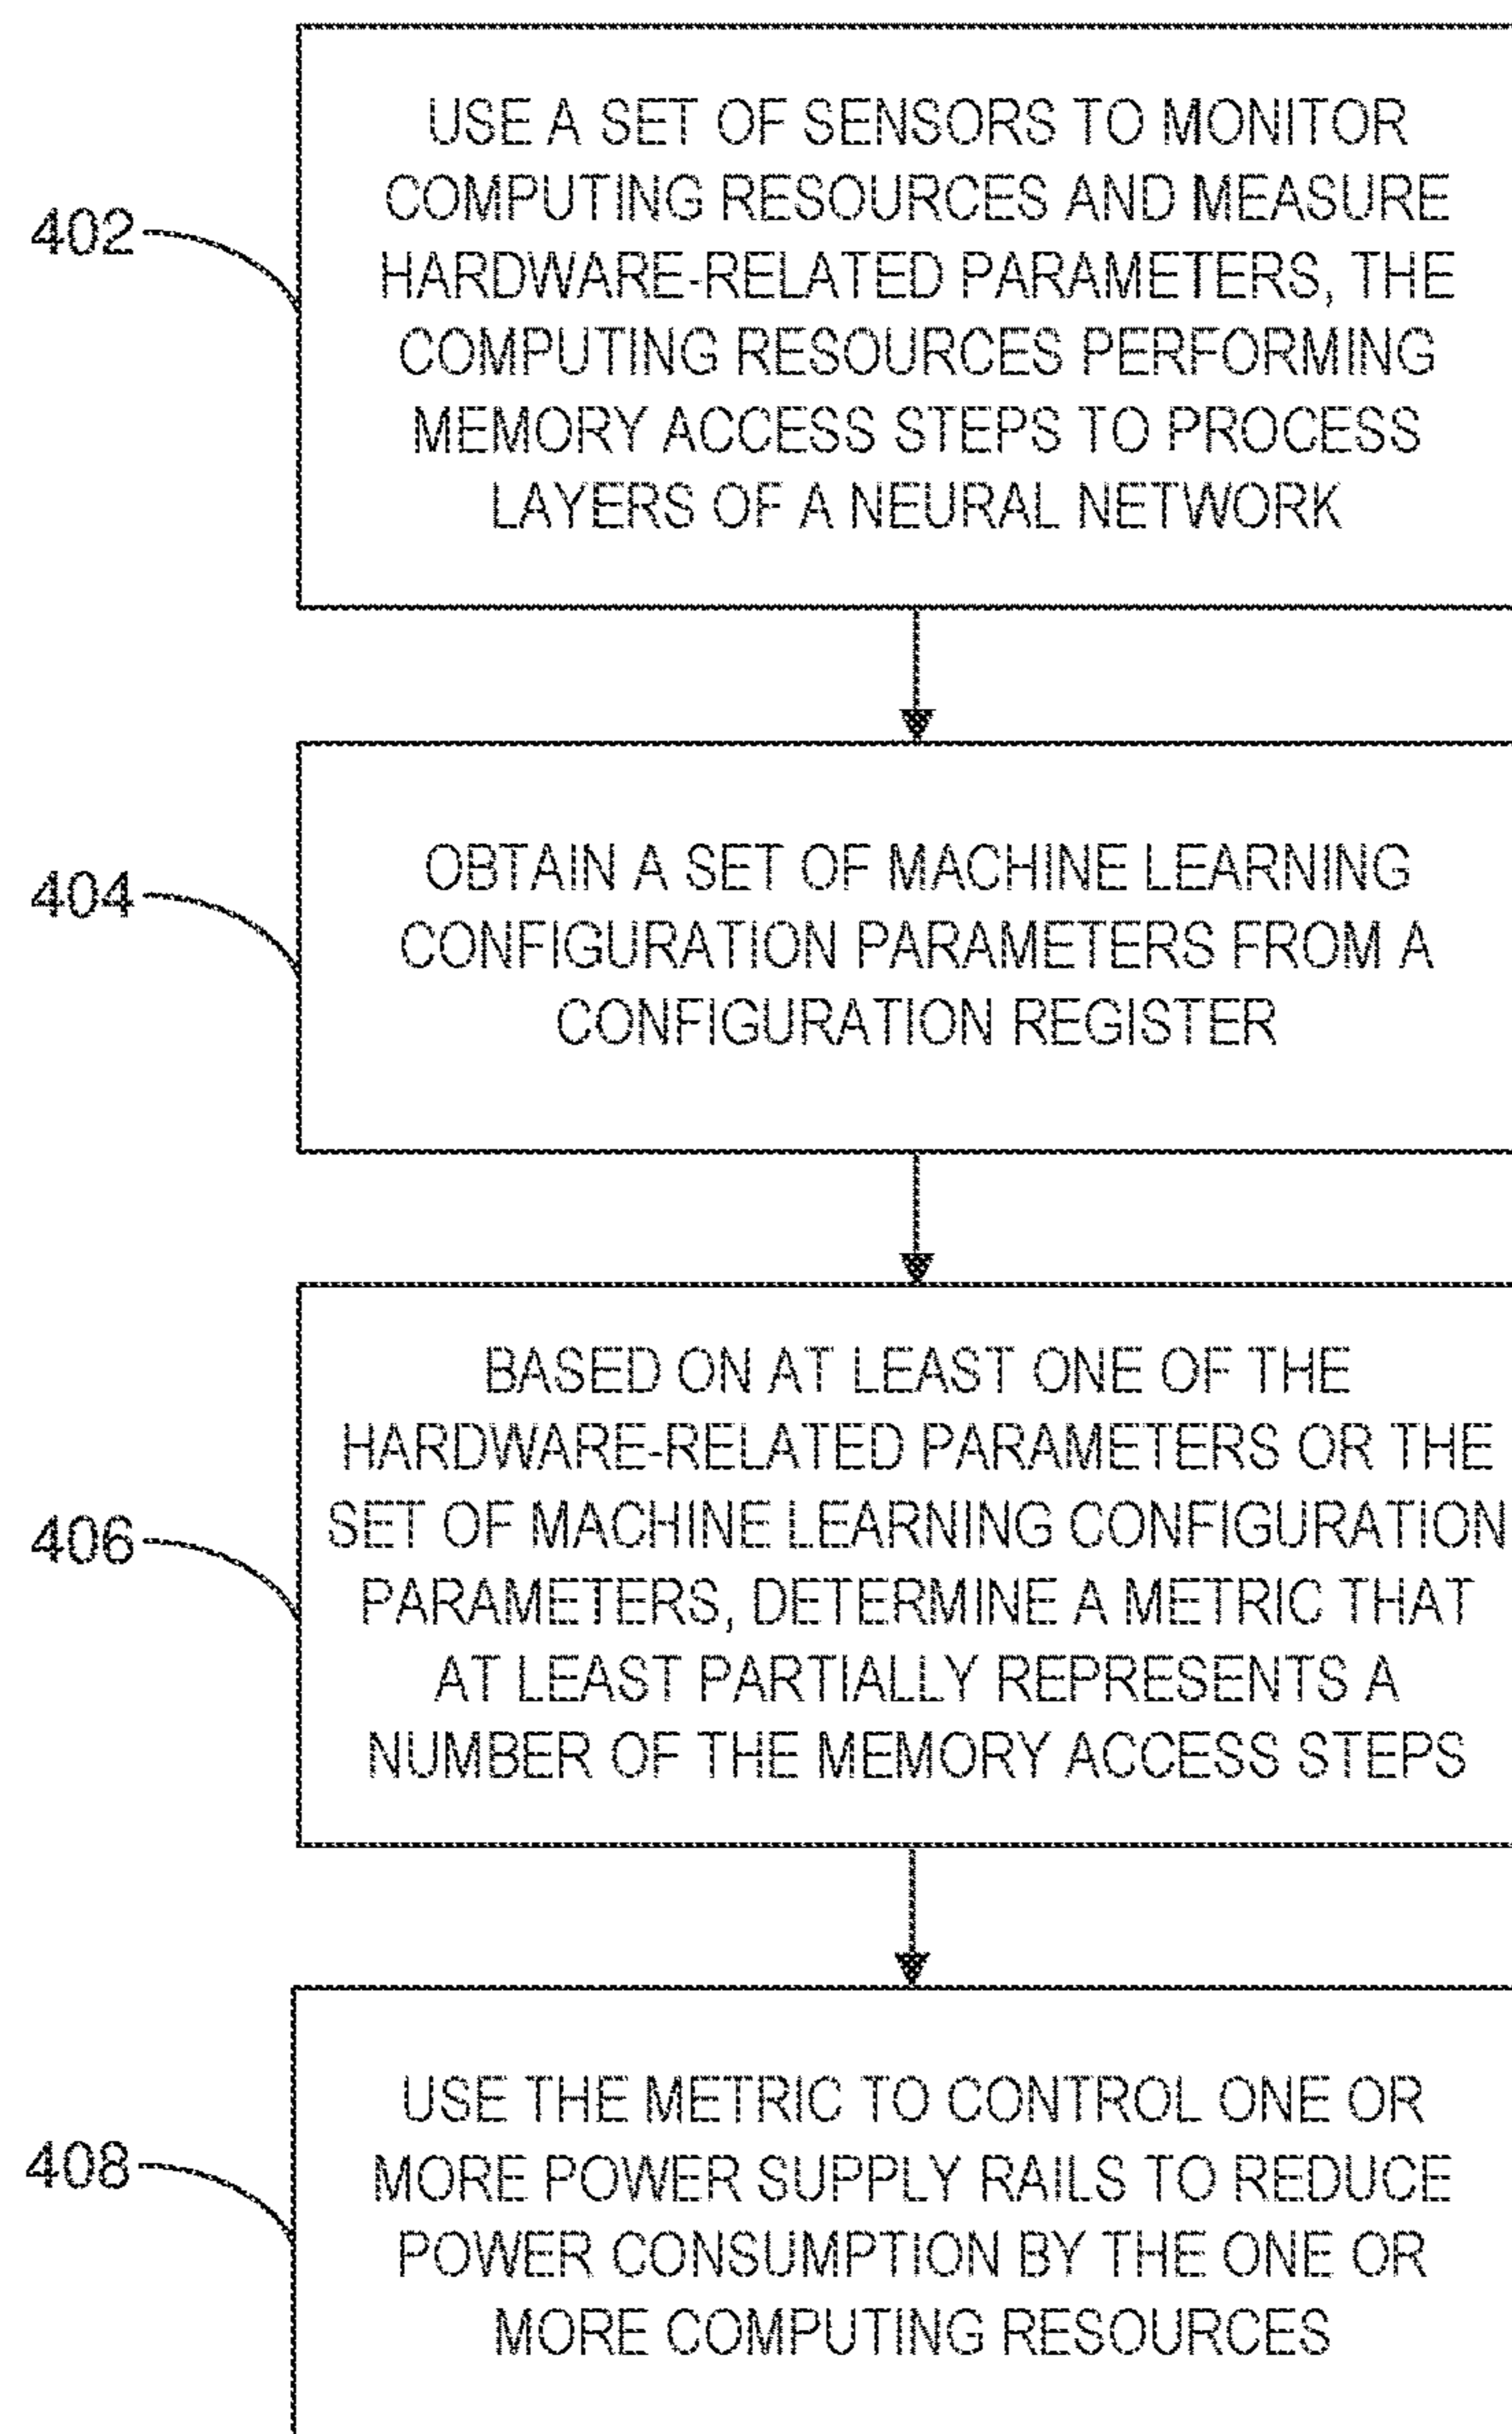 402
USE A SET OF SENSORS TO MONITOR
COMPUTING RESOURCES AND MEASURE
HARDWARE-RELATED PARAMETERS, THE
COMPUTING RESOURCES PERFORMING
MEMORY ACCESS STEPS TO PROCESS
LAYERS OF A NEURAL NETWORK
404
OBTAIN A SET OF MACHINE LEARNING
CONFIGURATION PARAMETERS FROM A
CONFIGURATION REGISTER
406
BASED ON AT LEAST ONE OF THE
HARDWARE-RELATED PARAMETERS OR THE
SET OF MACHINE LEARNING CONFIGURATION
PARAMETERS, DETERMINE A METRIC THAT
AT LEAST PARTIALLY REPRESENTS A
NUMBER OF THE MEMORY ACCESS STEPS
408
USE THE METRIC TO CONTROL ONE OR
MORE POWER SUPPLY RAILS TO REDUCE
POWER CONSUMPTION BY THE ONE OR
MORE COMPUTING RESOURCES